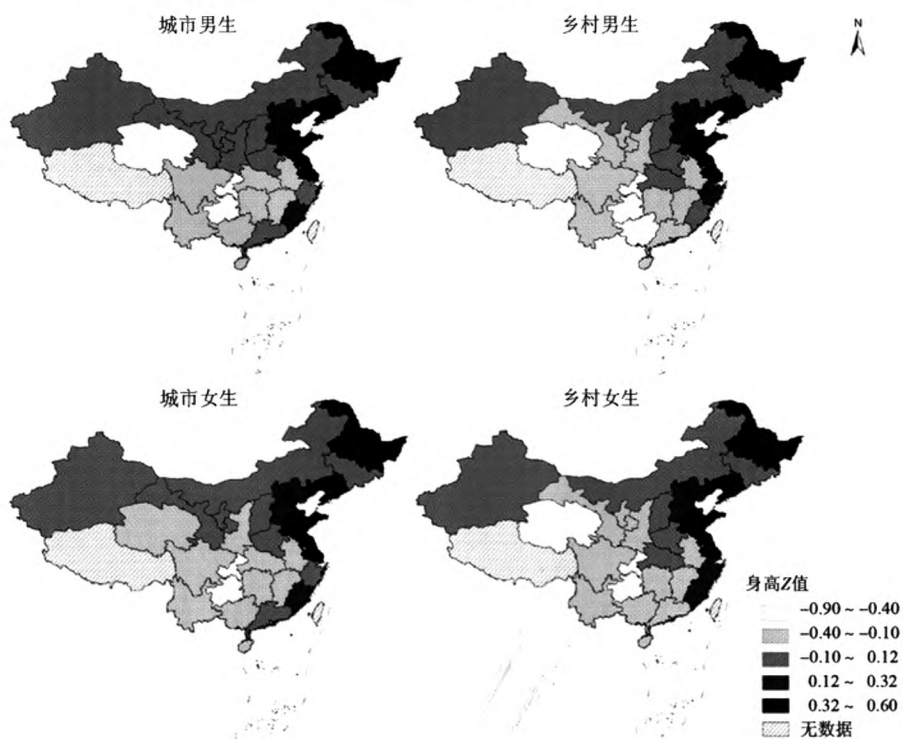 城市男生
乡村男生
N
城市女生
乡村女生
身高Z值
-0.90 ~ -0.40
-0.40 ~ -0.10
-0.10 ~ 0.12
0.12 ~ 0.32
0.32 ~ 0.60
无数据